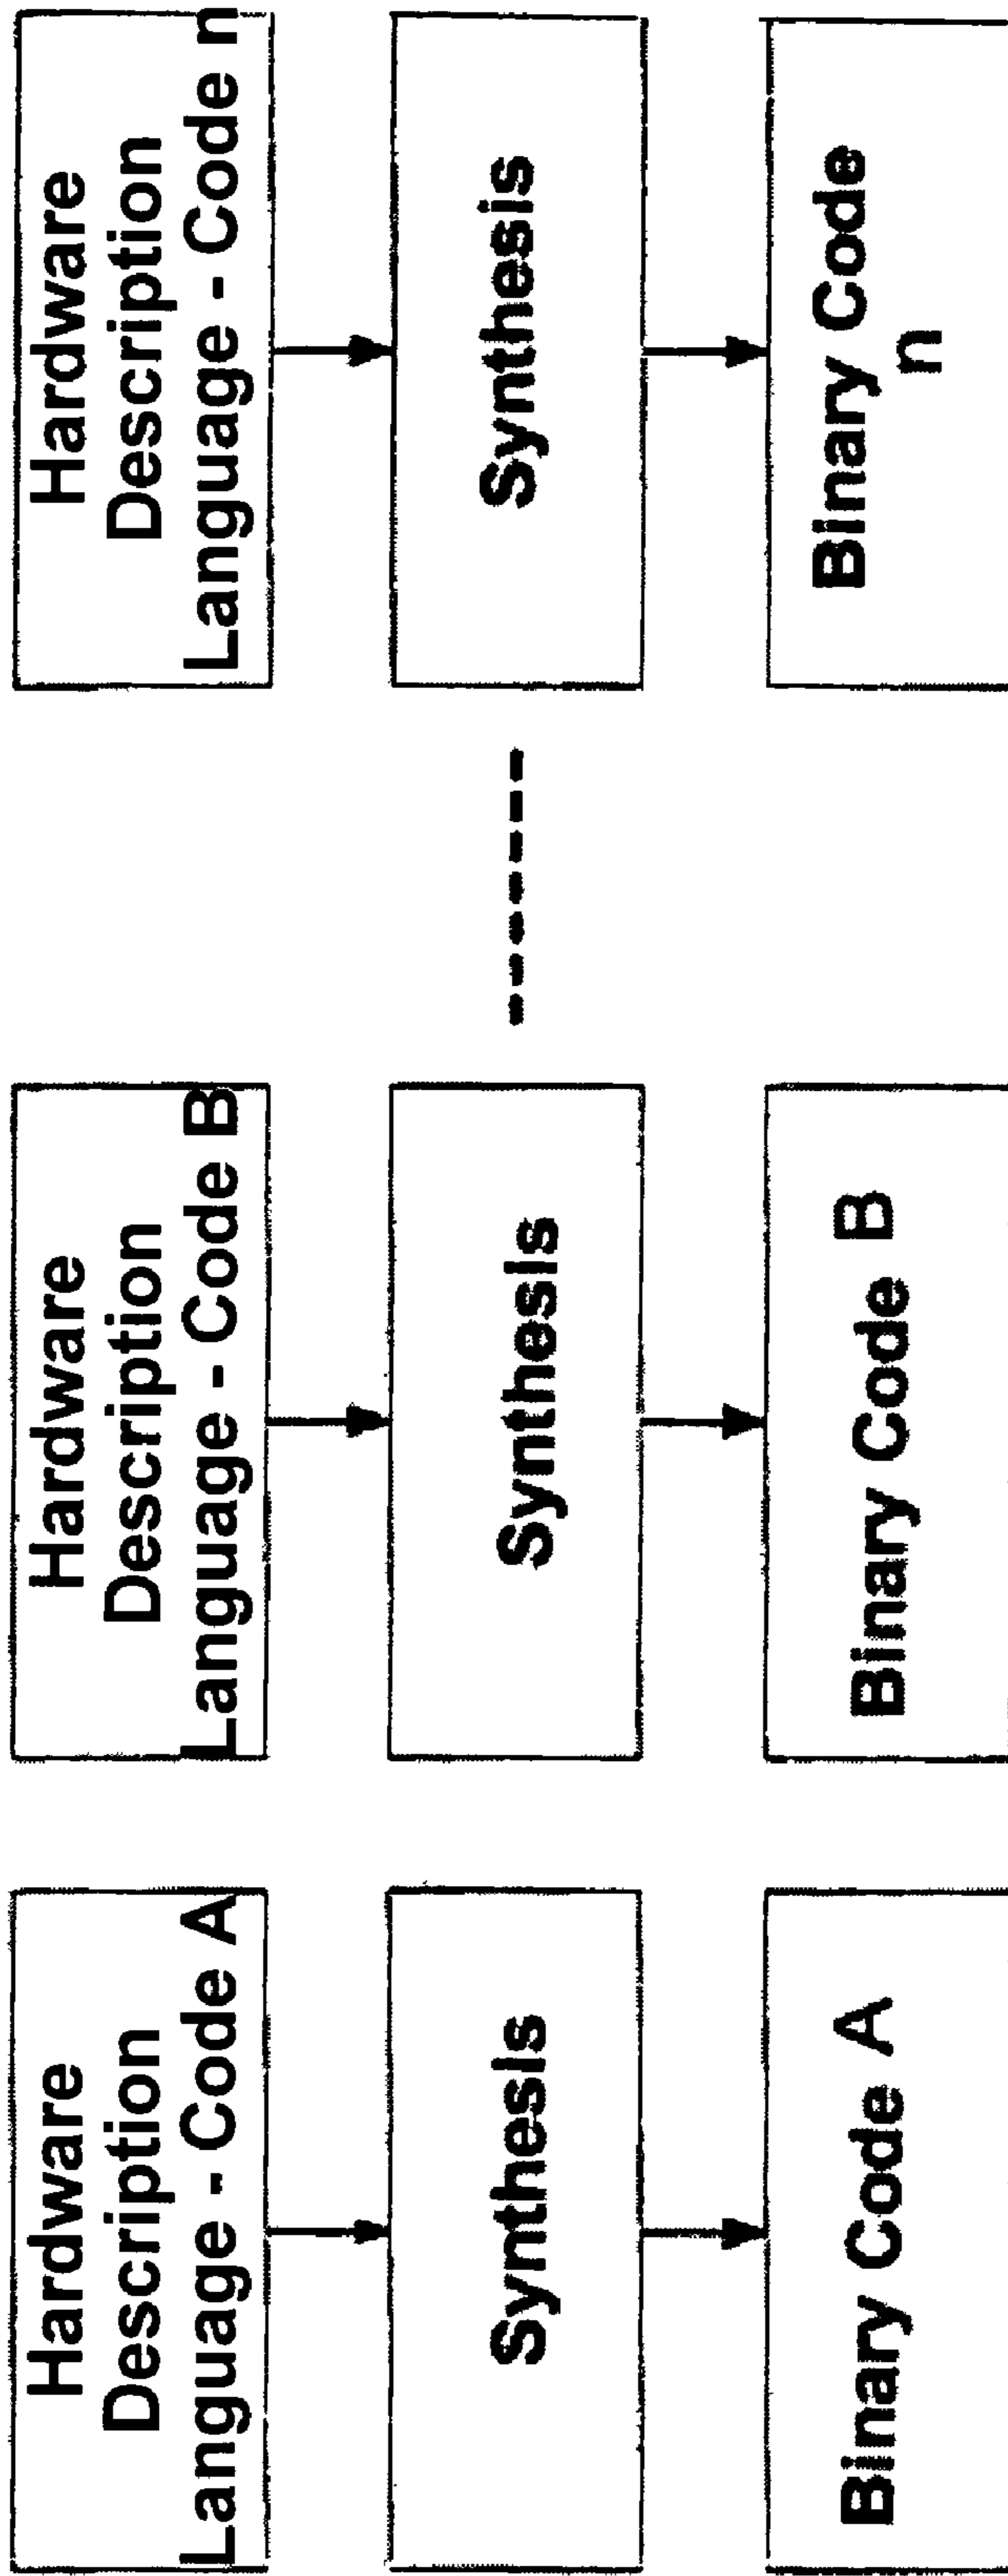 Hardware
Description
Language - Code A
Synthesis
Binary Code A
Hardware
Description
Language - Code B
Synthesis
Binary Code B
Hardware
Description
Language - Code n
Synthesis
Binary Code
n